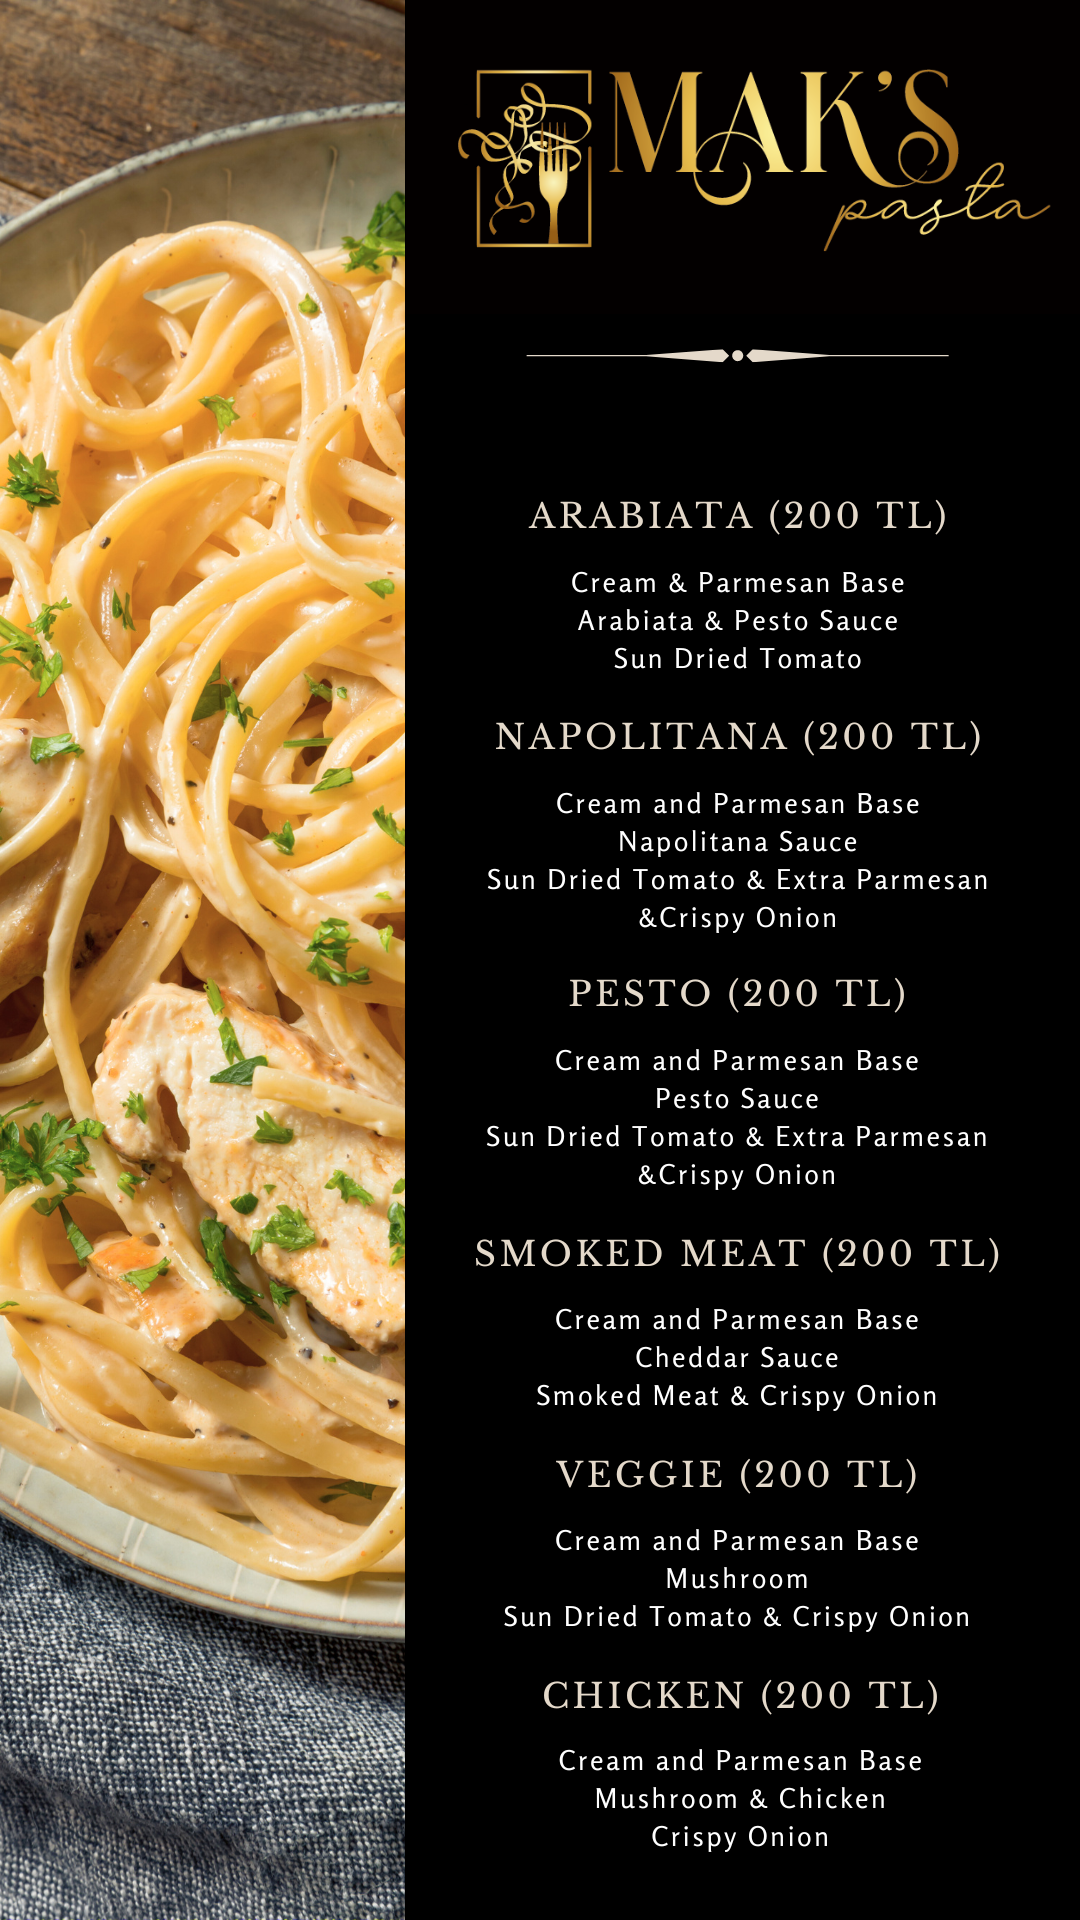 MAK'S
pasta
ARABIATA (200 TL)
Cream & Parmesan Base
Arabiata & Pesto Sauce
Sun Dried Tomato
NAPOLITANA (200 TL)
Cream and Parmesan Base
Napolitana Sauce
Sun Dried Tomato & Extra Parmesan
&Crispy Onion
PESTO (200 TL)
Cream and Parmesan Base
Pesto Sauce
Sun Dried Tomato & Extra Parmesan
&Crispy Onion
SMOKED MEAT (200 TL)
Cream and Parmesan Base
Cheddar Sauce
Smoked Meat & Crispy Onion
VEGGIE (200 TL)
Cream and Parmesan Base
Mushroom
Sun Dried Tomato & Crispy Onion
CHICKEN (200 TL)
Cream and Parmesan Base
Mushroom & Chicken
Crispy Onion